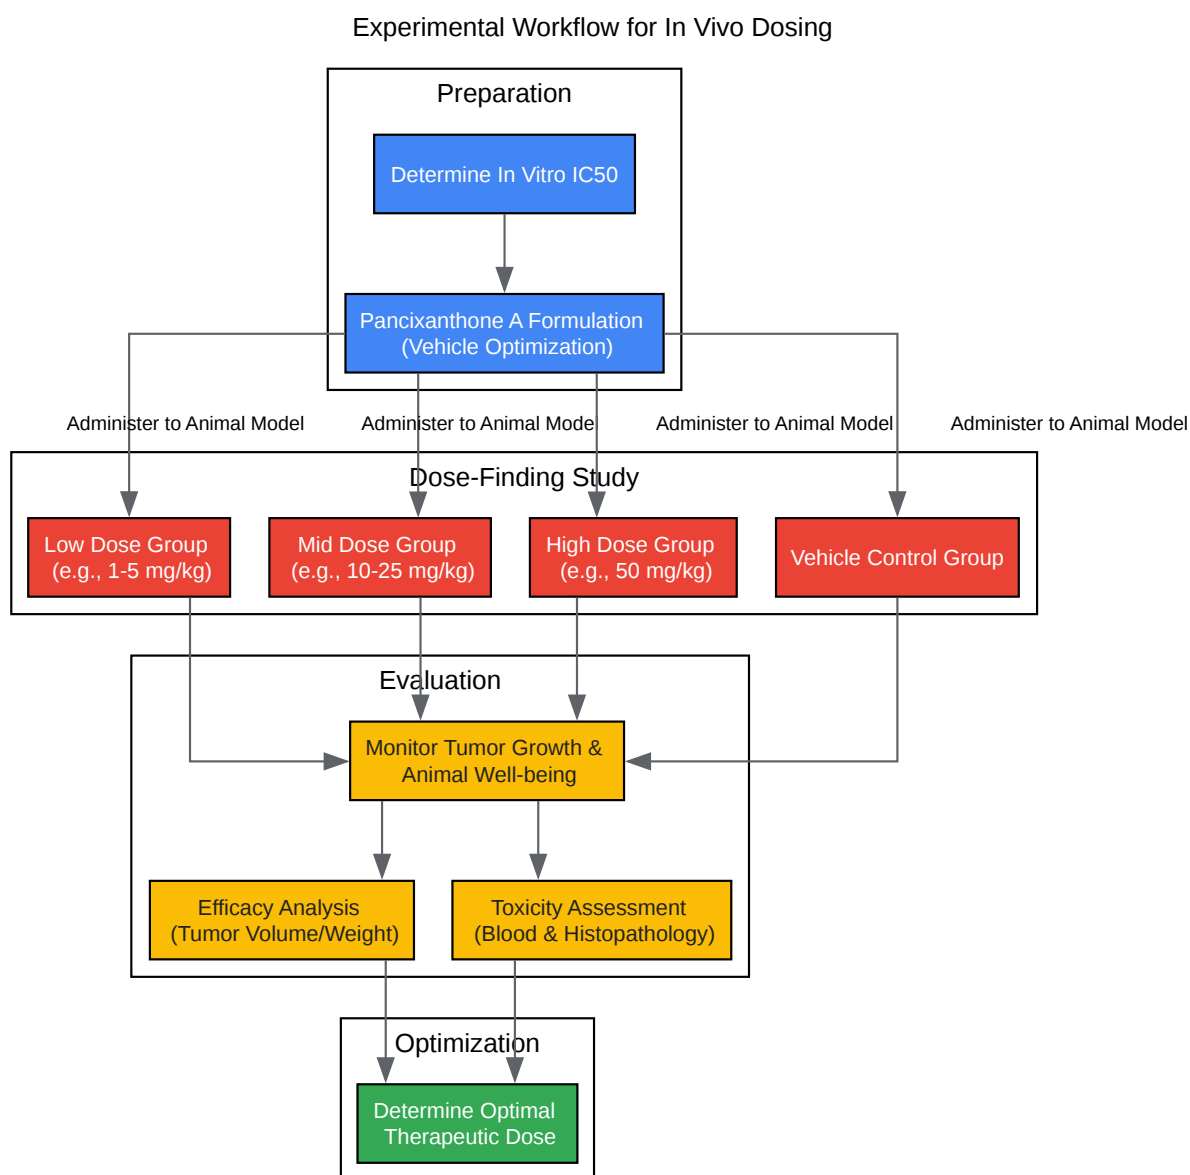 Experimental Workflow for In Vivo Dosing
Preparation
Determine In Vitro IC50
Pancixanthone A Formulation
(Vehicle Optimization)
Administer to Animal Model
Administer to Animal Model
Administer to Animal Model
Administer to Animal Model
Dose-Finding Study
Low Dose Group
(e.g., 1-5 mg/kg)
Mid Dose Group
(e.g., 10-25 mg/kg)
High Dose Group
(e.g., 50 mg/kg)
Vehicle Control Group
Evaluation
Monitor Tumor Growth &
Animal Well-being
Efficacy Analysis
(Tumor Volume/Weight)
Toxicity Assessment
(Blood & Histopathology)
Optimization
Determine Optimal
Therapeutic Dose